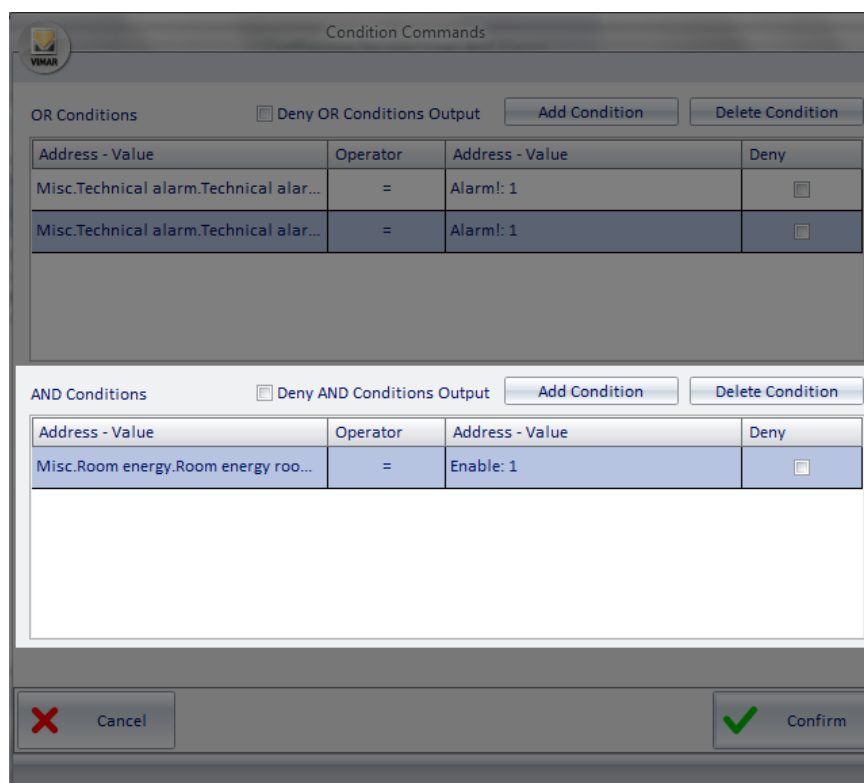 Condition Commands
VIMAR
OR Conditions Deny OR Conditions Output Add Condition Delete Condition
Address - Value Operator Address - Value Deny
Misc.Technical alarm.Technical alar... = Alarm!: 1
Misc.Technical alarm.Technical alar... = Alarm!: 1
AND Conditions Deny AND Conditions Output Add Condition Delete Condition
Address - Value Operator Address - Value Deny
Misc.Room energy.Room energy roo... = Enable: 1
Cancel Confirm